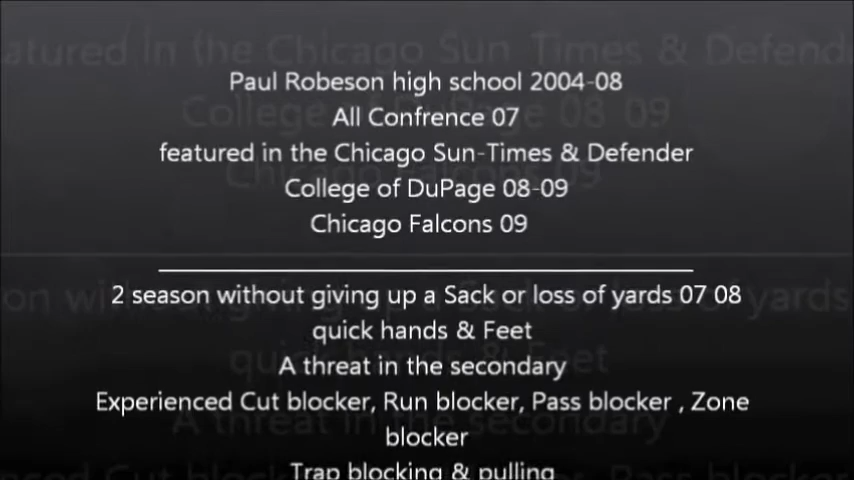 Paul Robeson high school 2004-08
All Confrence 07
featured in the Chicago Sun-Times & Defender
College of DuPage 08-09
Chicago Falcons 09
2 season without giving up a Sack or loss of yards 07 08
quick hands & Feet
A threat in the secondary
Experienced Cut blocker, Run blocker, Pass blocker , Zone
blocker
Trap blocking & pulling